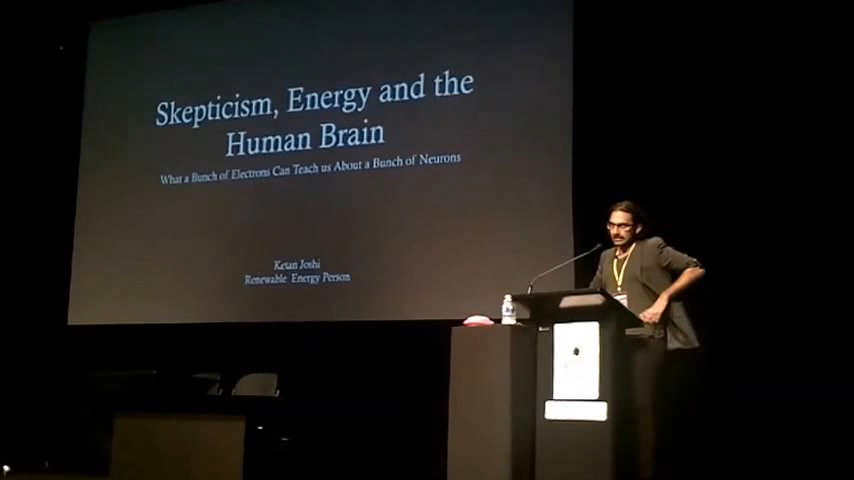 Skepticism, Energy and the
Human Brain
What a Bunch of Electrons Can Teach us About a Bunch of Neurons
Ketan Joshi
Renewable Energy Person